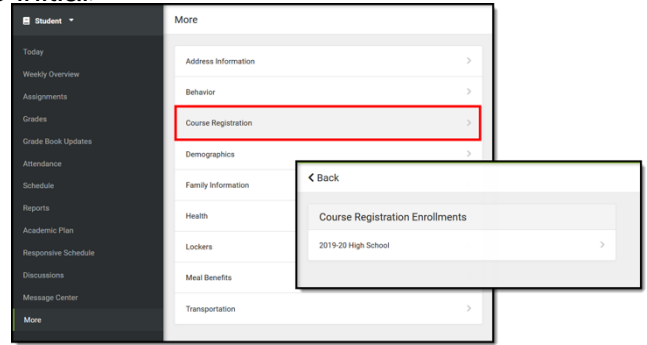 Student
More
Today
Weekly Overview
Assignments
Grades
Grade Book Updates
Attendance
Schedule
Reports
Academic Plan
Responsive Schedule
Discussions
Message Center
More
Address Information
Behavior
Course Registration
Demographics
Family Information
Health
Lockers
Meal Benefits
Transportation
Back
Course Registration Enrollments
2019-20 High School